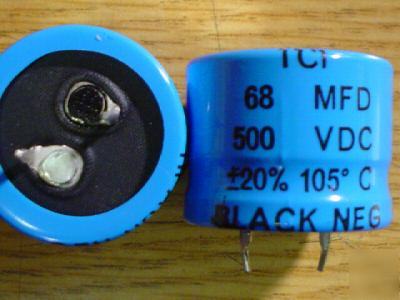 TCI
68 MFD
500 VDC
±20% 105° C
BLACK NEG